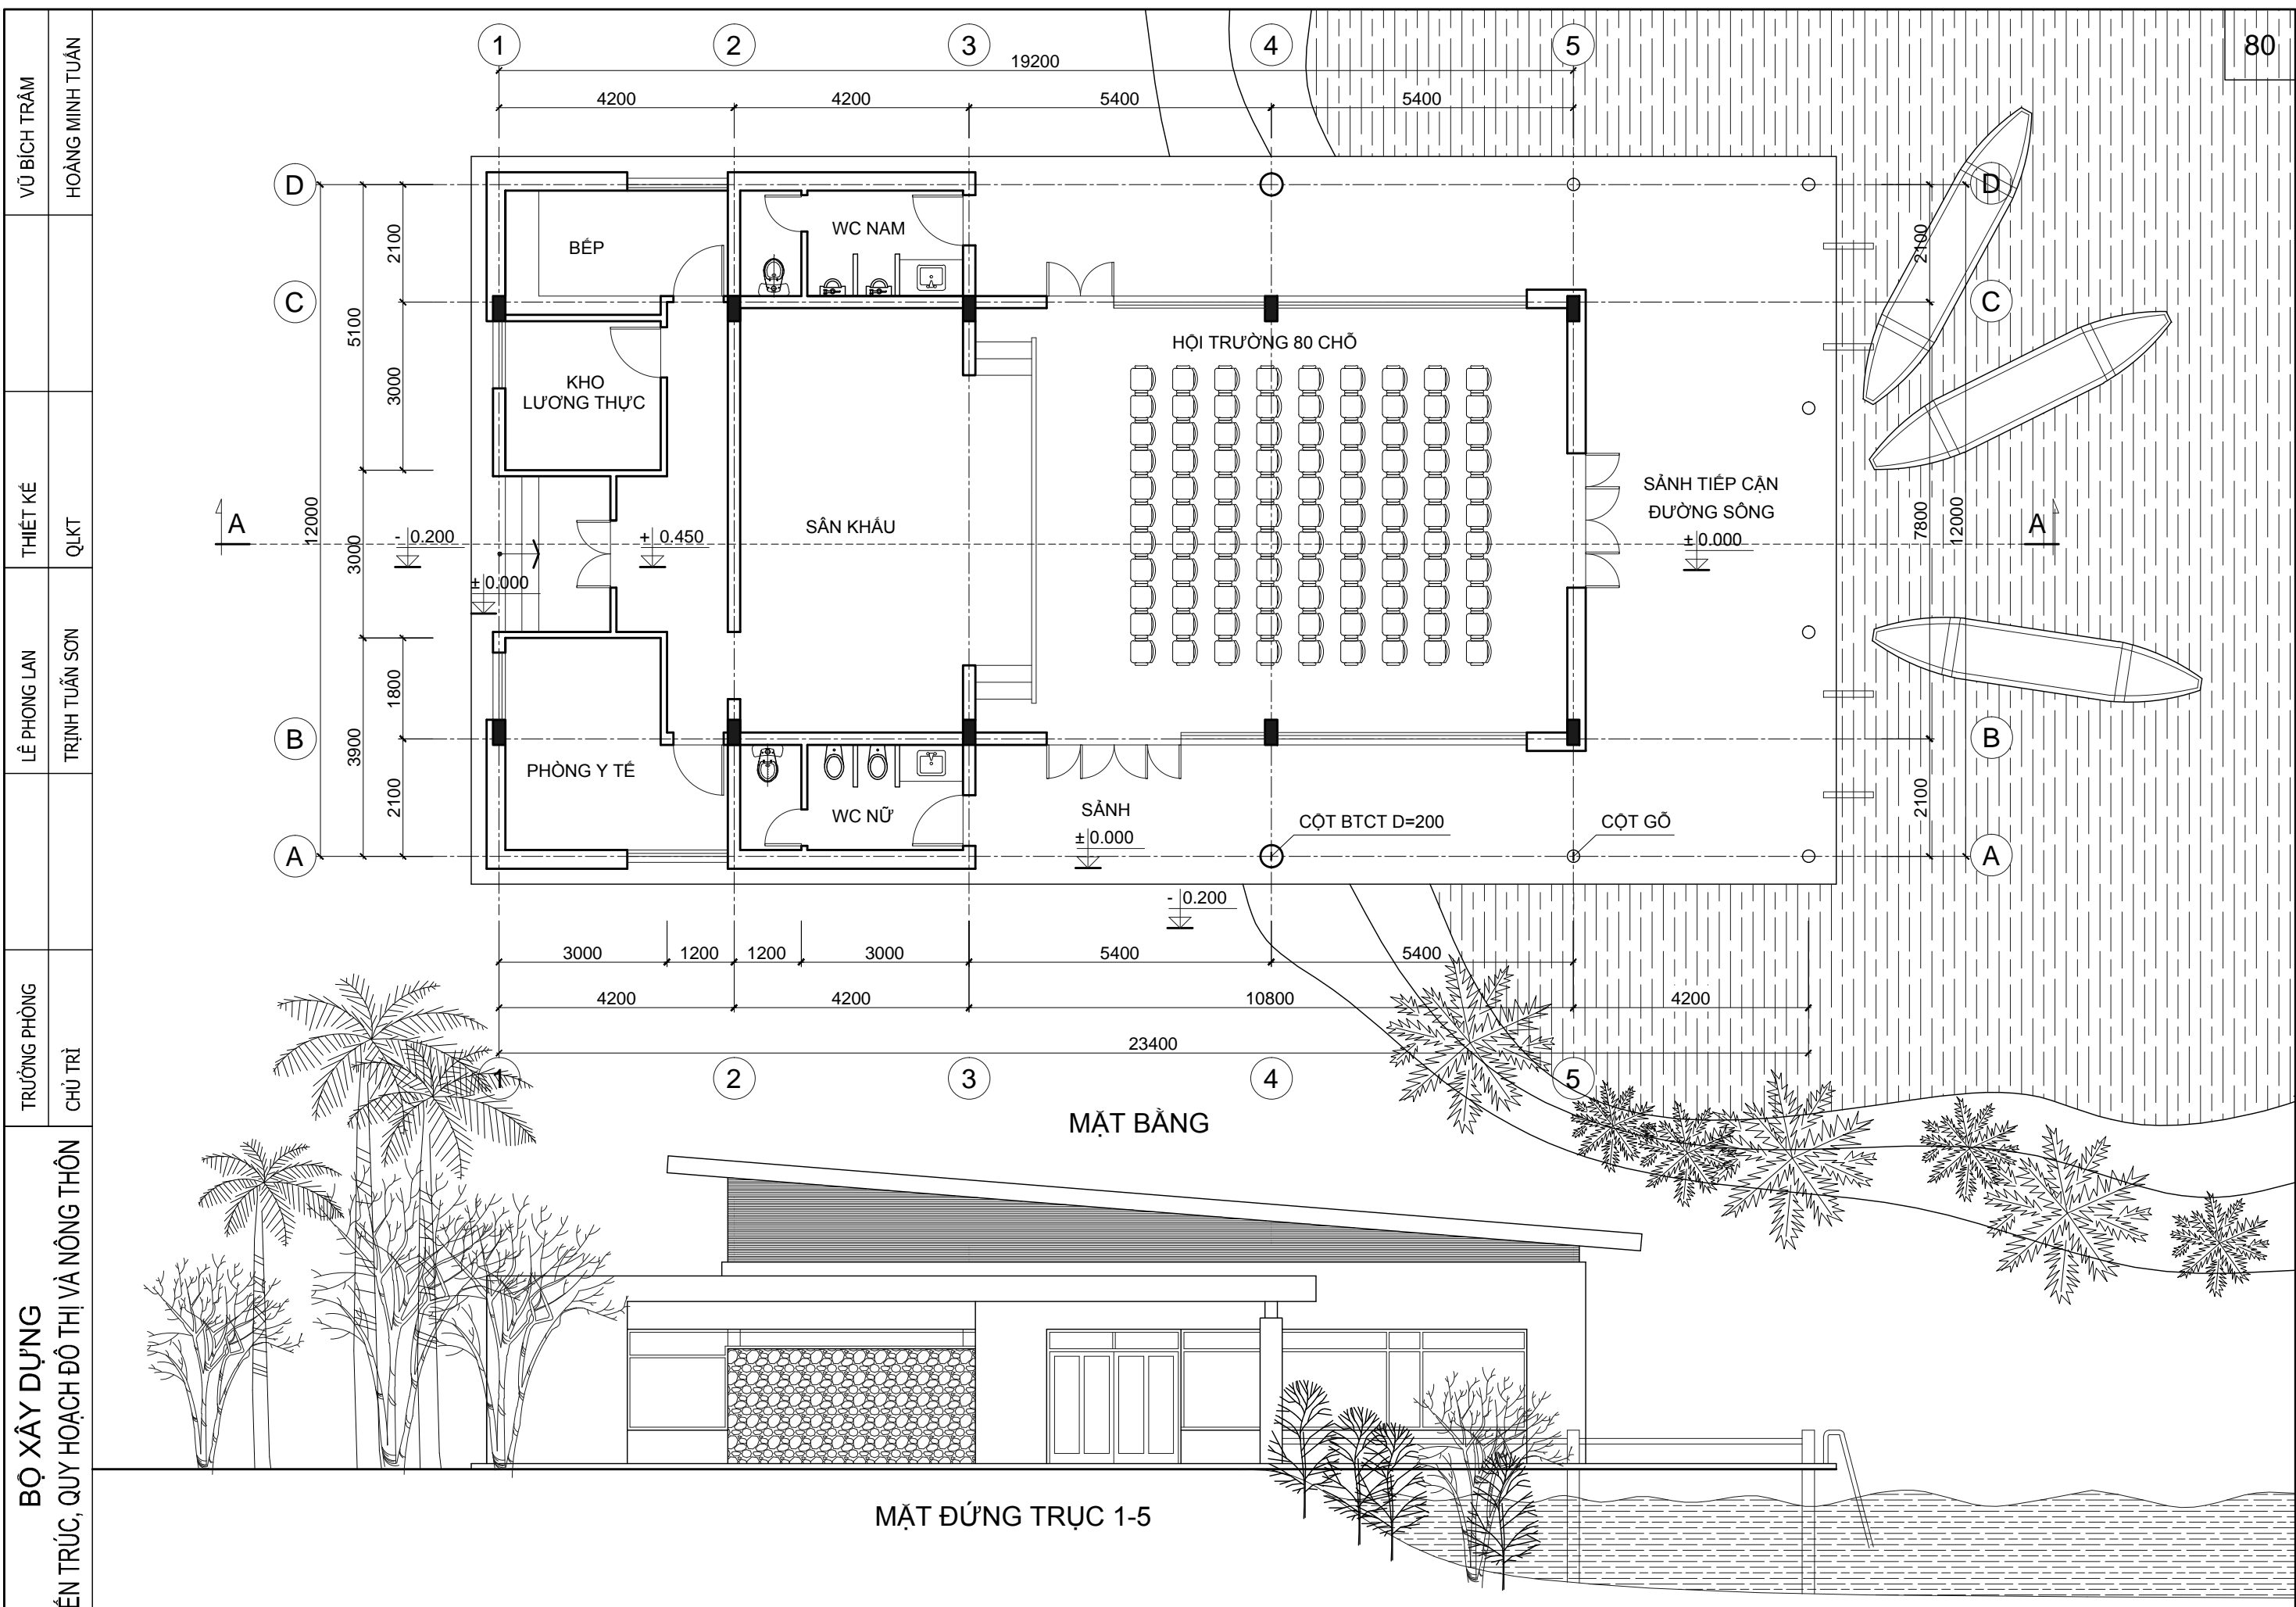 80
VŨ BÍCH TRÂM
HOÀNG MINH TUẤN
THIẾT KẾ
QLKT
LÊ PHONG LAN
TRỊNH TUẤN SƠN
TRƯỞNG PHÒNG
CHỦ TRÌ
BỘ XÂY DỰNG
ẾN TRÚC, QUY HOẠCH ĐÔ THỊ VÀ NÔNG THÔN
1 2 3 4 5
19200
4200 4200 5400 5400
D D
C C
B B
A A
2100
3000
5100
12000
3000
1800
3900
2100
2100
7800
12000
2100
BẾP
WC NAM
KHO
LƯƠNG THỰC
HỘI TRƯỜNG 80 CHỖ
SÂN KHẤU
SẢNH TIẾP CẬN
ĐƯỜNG SÔNG
± 0.000
A A
- 0.200
+ 0.450
± 0.000
PHÒNG Y TẾ
WC NỮ
SẢNH
± 0.000
CỘT BTCT D=200
CỘT GỖ
- 0.200
3000 1200 1200 3000 5400 5400
4200 4200 10800 4200
23400
1 2 3 4 5
MẶT BẰNG
MẶT ĐỨNG TRỤC 1-5